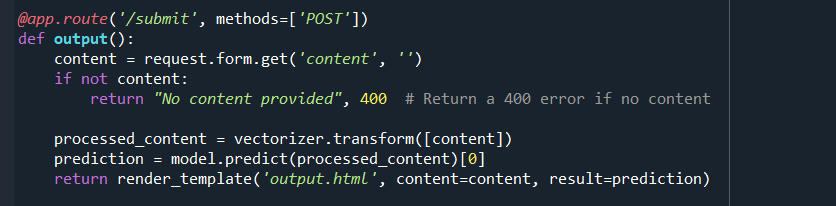 @app.route('/submit', methods=['POST'])
def output():
    content = request.form.get('content', '')
    if not content:
        return "No content provided", 400  # Return a 400 error if no content

    processed_content = vectorizer.transform([content])
    prediction = model.predict(processed_content)[0]
    return render_template('output.html', content=content, result=prediction)